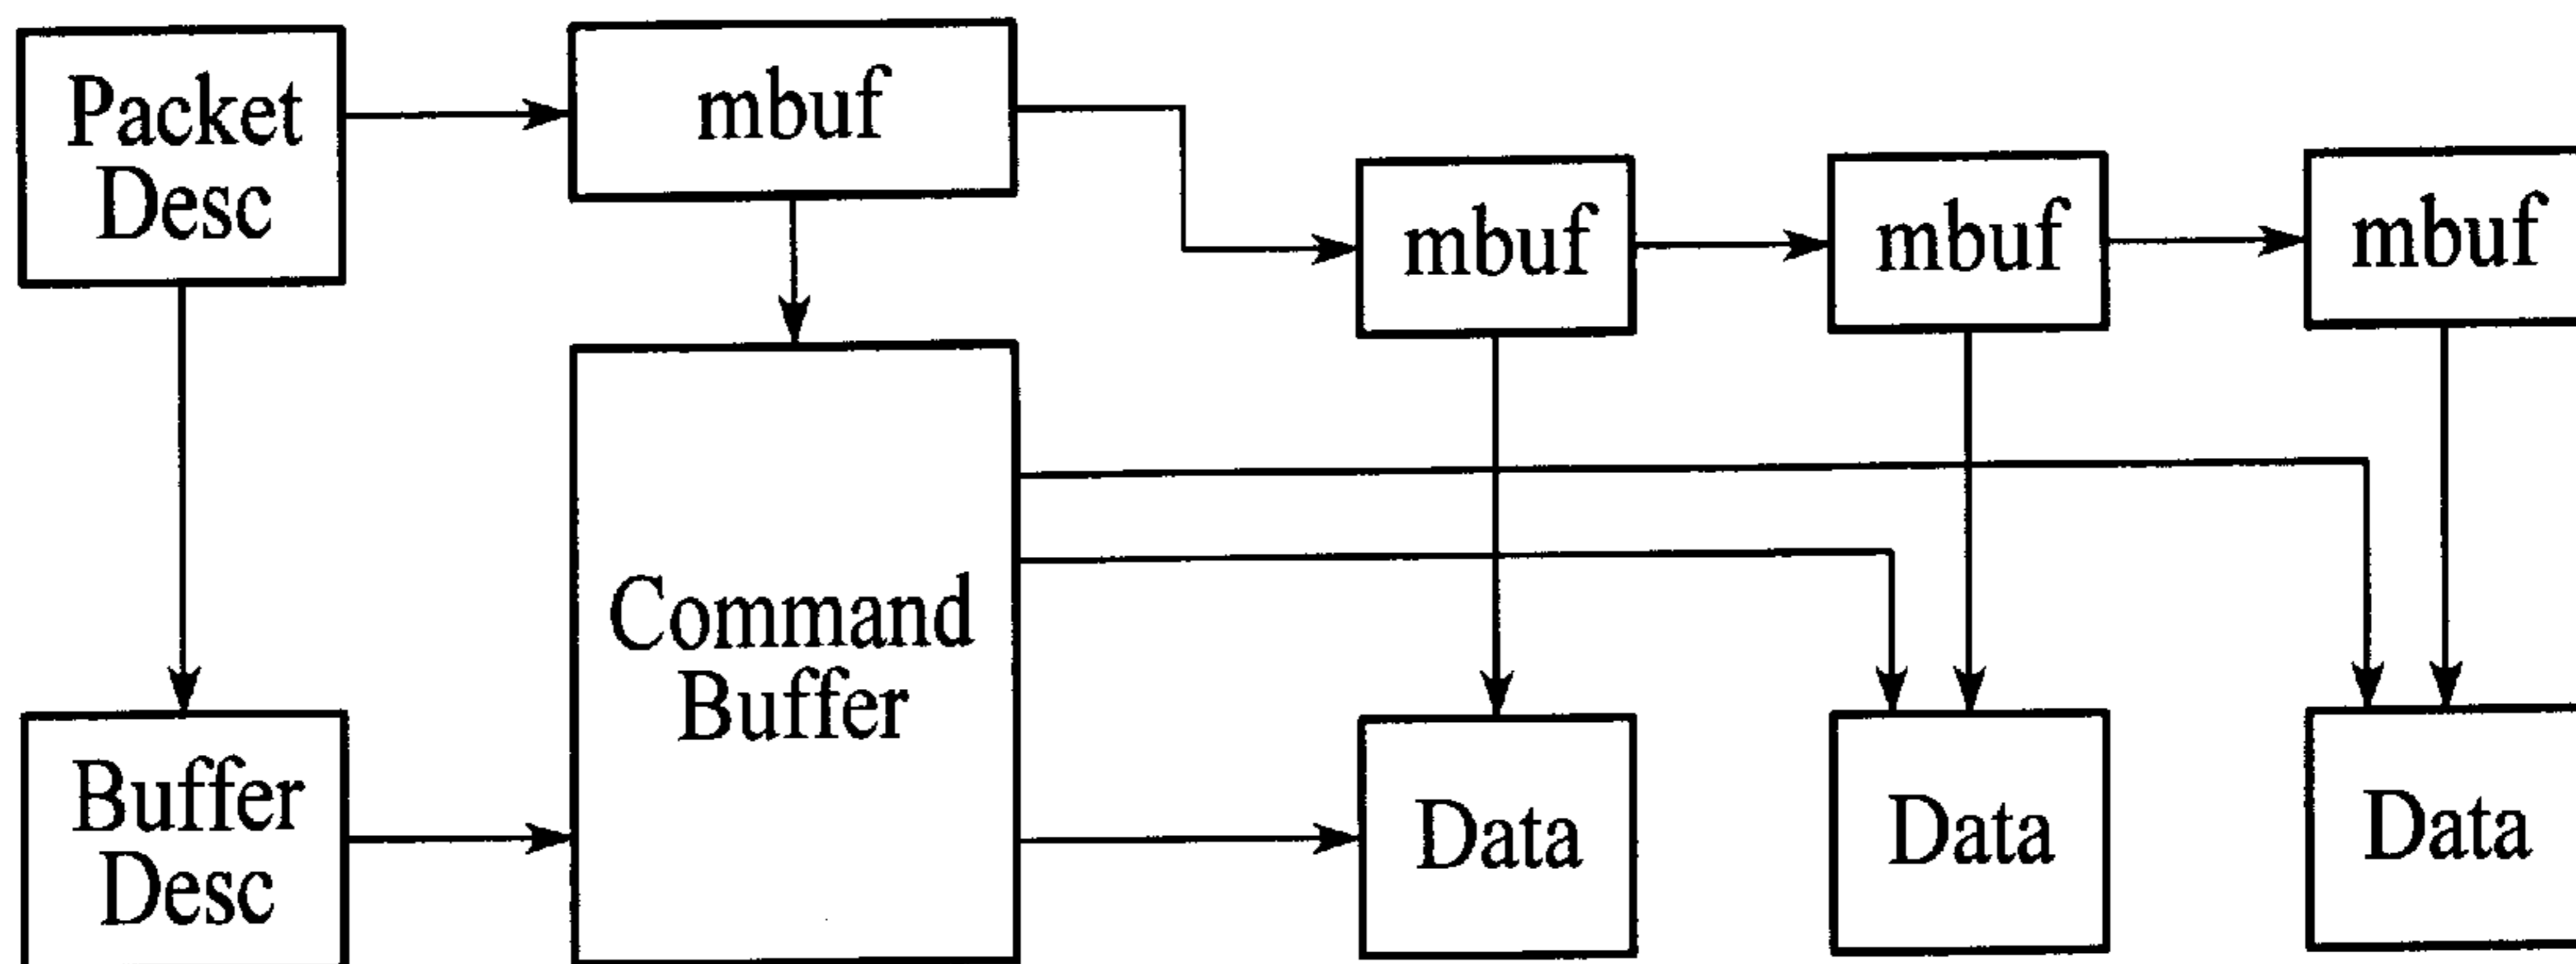 Packet
Desc
mbuf
mbuf
mbuf
mbuf
Command
Buffer
Buffer
Desc
Data
Data
Data